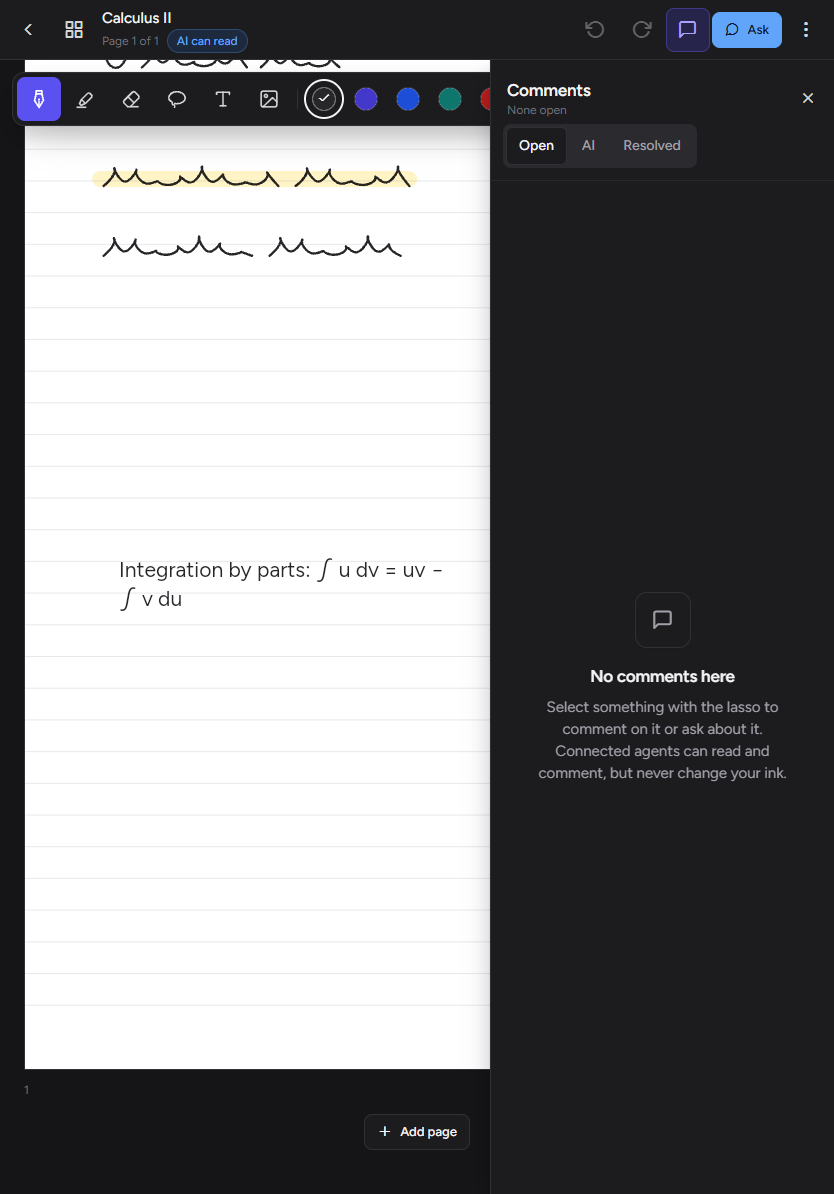 Calculus II
Page 1 of 1 AI can read
Ask
Comments
None open
Open AI Resolved
Integration by parts: ∫ u dv = uv −
∫ v du
No comments here
Select something with the lasso to
comment on it or ask about it.
Connected agents can read and
comment, but never change your ink.
1
+ Add page